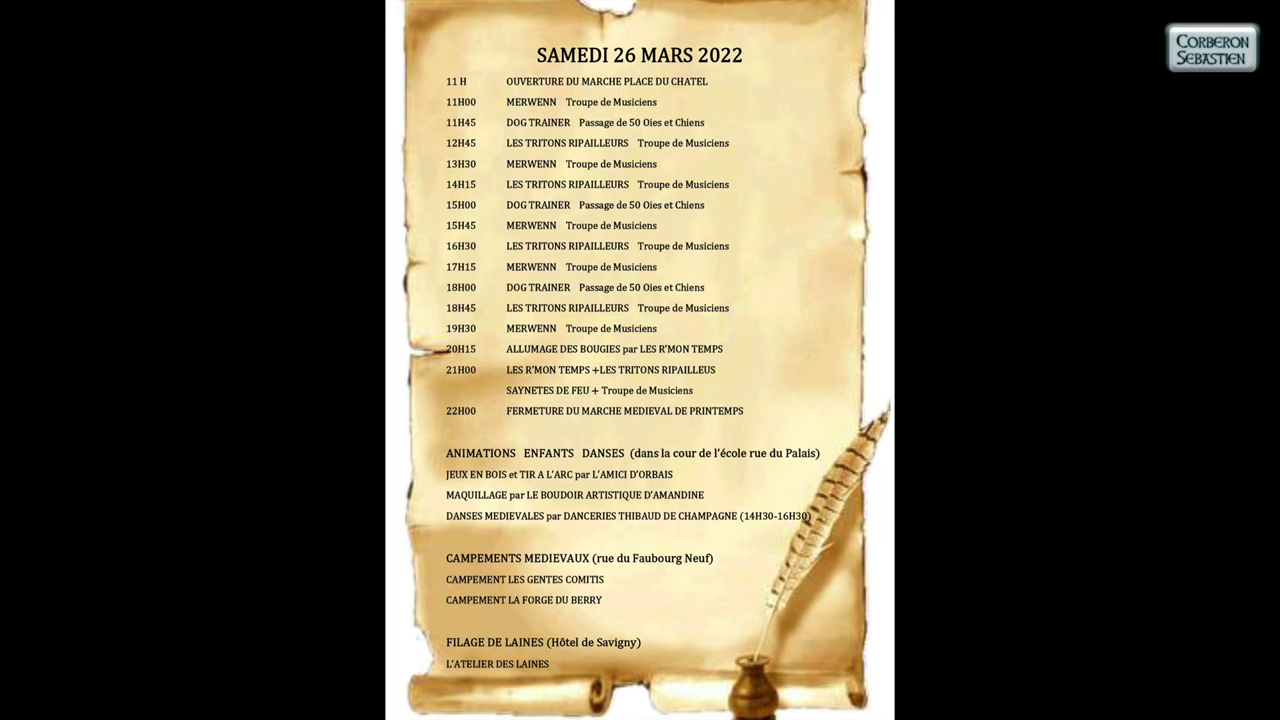 SAMEDI 26 MARS 2022
11 H OUVERTURE DU MARCHE PLACE DU CHATEL
11H00 MERWENN Troupe de Musiciens
11H45 DOG TRAINER Passage de 50 Oies et Chiens
12H45 LES TRITONS RIPAILLEURS Troupe de Musiciens
13H30 MERWENN Troupe de Musiciens
14H15 LES TRITONS RIPAILLEURS Troupe de Musiciens
15H00 DOG TRAINER Passage de 50 Oies et Chiens
15H45 MERWENN Troupe de Musiciens
16H30 LES TRITONS RIPAILLEURS Troupe de Musiciens
17H15 MERWENN Troupe de Musiciens
18H00 DOG TRAINER Passage de 50 Oies et Chiens
18H45 LES TRITONS RIPAILLEURS Troupe de Musiciens
19H30 MERWENN Troupe de Musiciens
20H15 ALLUMAGE DES BOUGIES par LES R'MON TEMPS
21H00 LES R'MON TEMPS +LES TRITONS RIPAILLEUS
SAYNETES DE FEU + Troupe de Musiciens
22H00 FERMETURE DU MARCHE MEDIEVAL DE PRINTEMPS
ANIMATIONS ENFANTS DANSES (dans la cour de l'école rue du Palais)
JEUX EN BOIS et TIR A L'ARC par L'AMICI D'ORBAIS
MAQUILLAGE par LE BOUDOIR ARTISTIQUE D'AMANDINE
DANSES MEDIEVALES par DANCERIES THIBAUD DE CHAMPAGNE (14H30-16H30)
CAMPEMENTS MEDIEVAUX (rue du Faubourg Neuf)
CAMPEMENT LES GENTES COMITIS
CAMPEMENT LA FORGE DU BERRY
FILAGE DE LAINES (Hôtel de Savigny)
L'ATELIER DES LAINES
CORBERON
SEBASTIEN